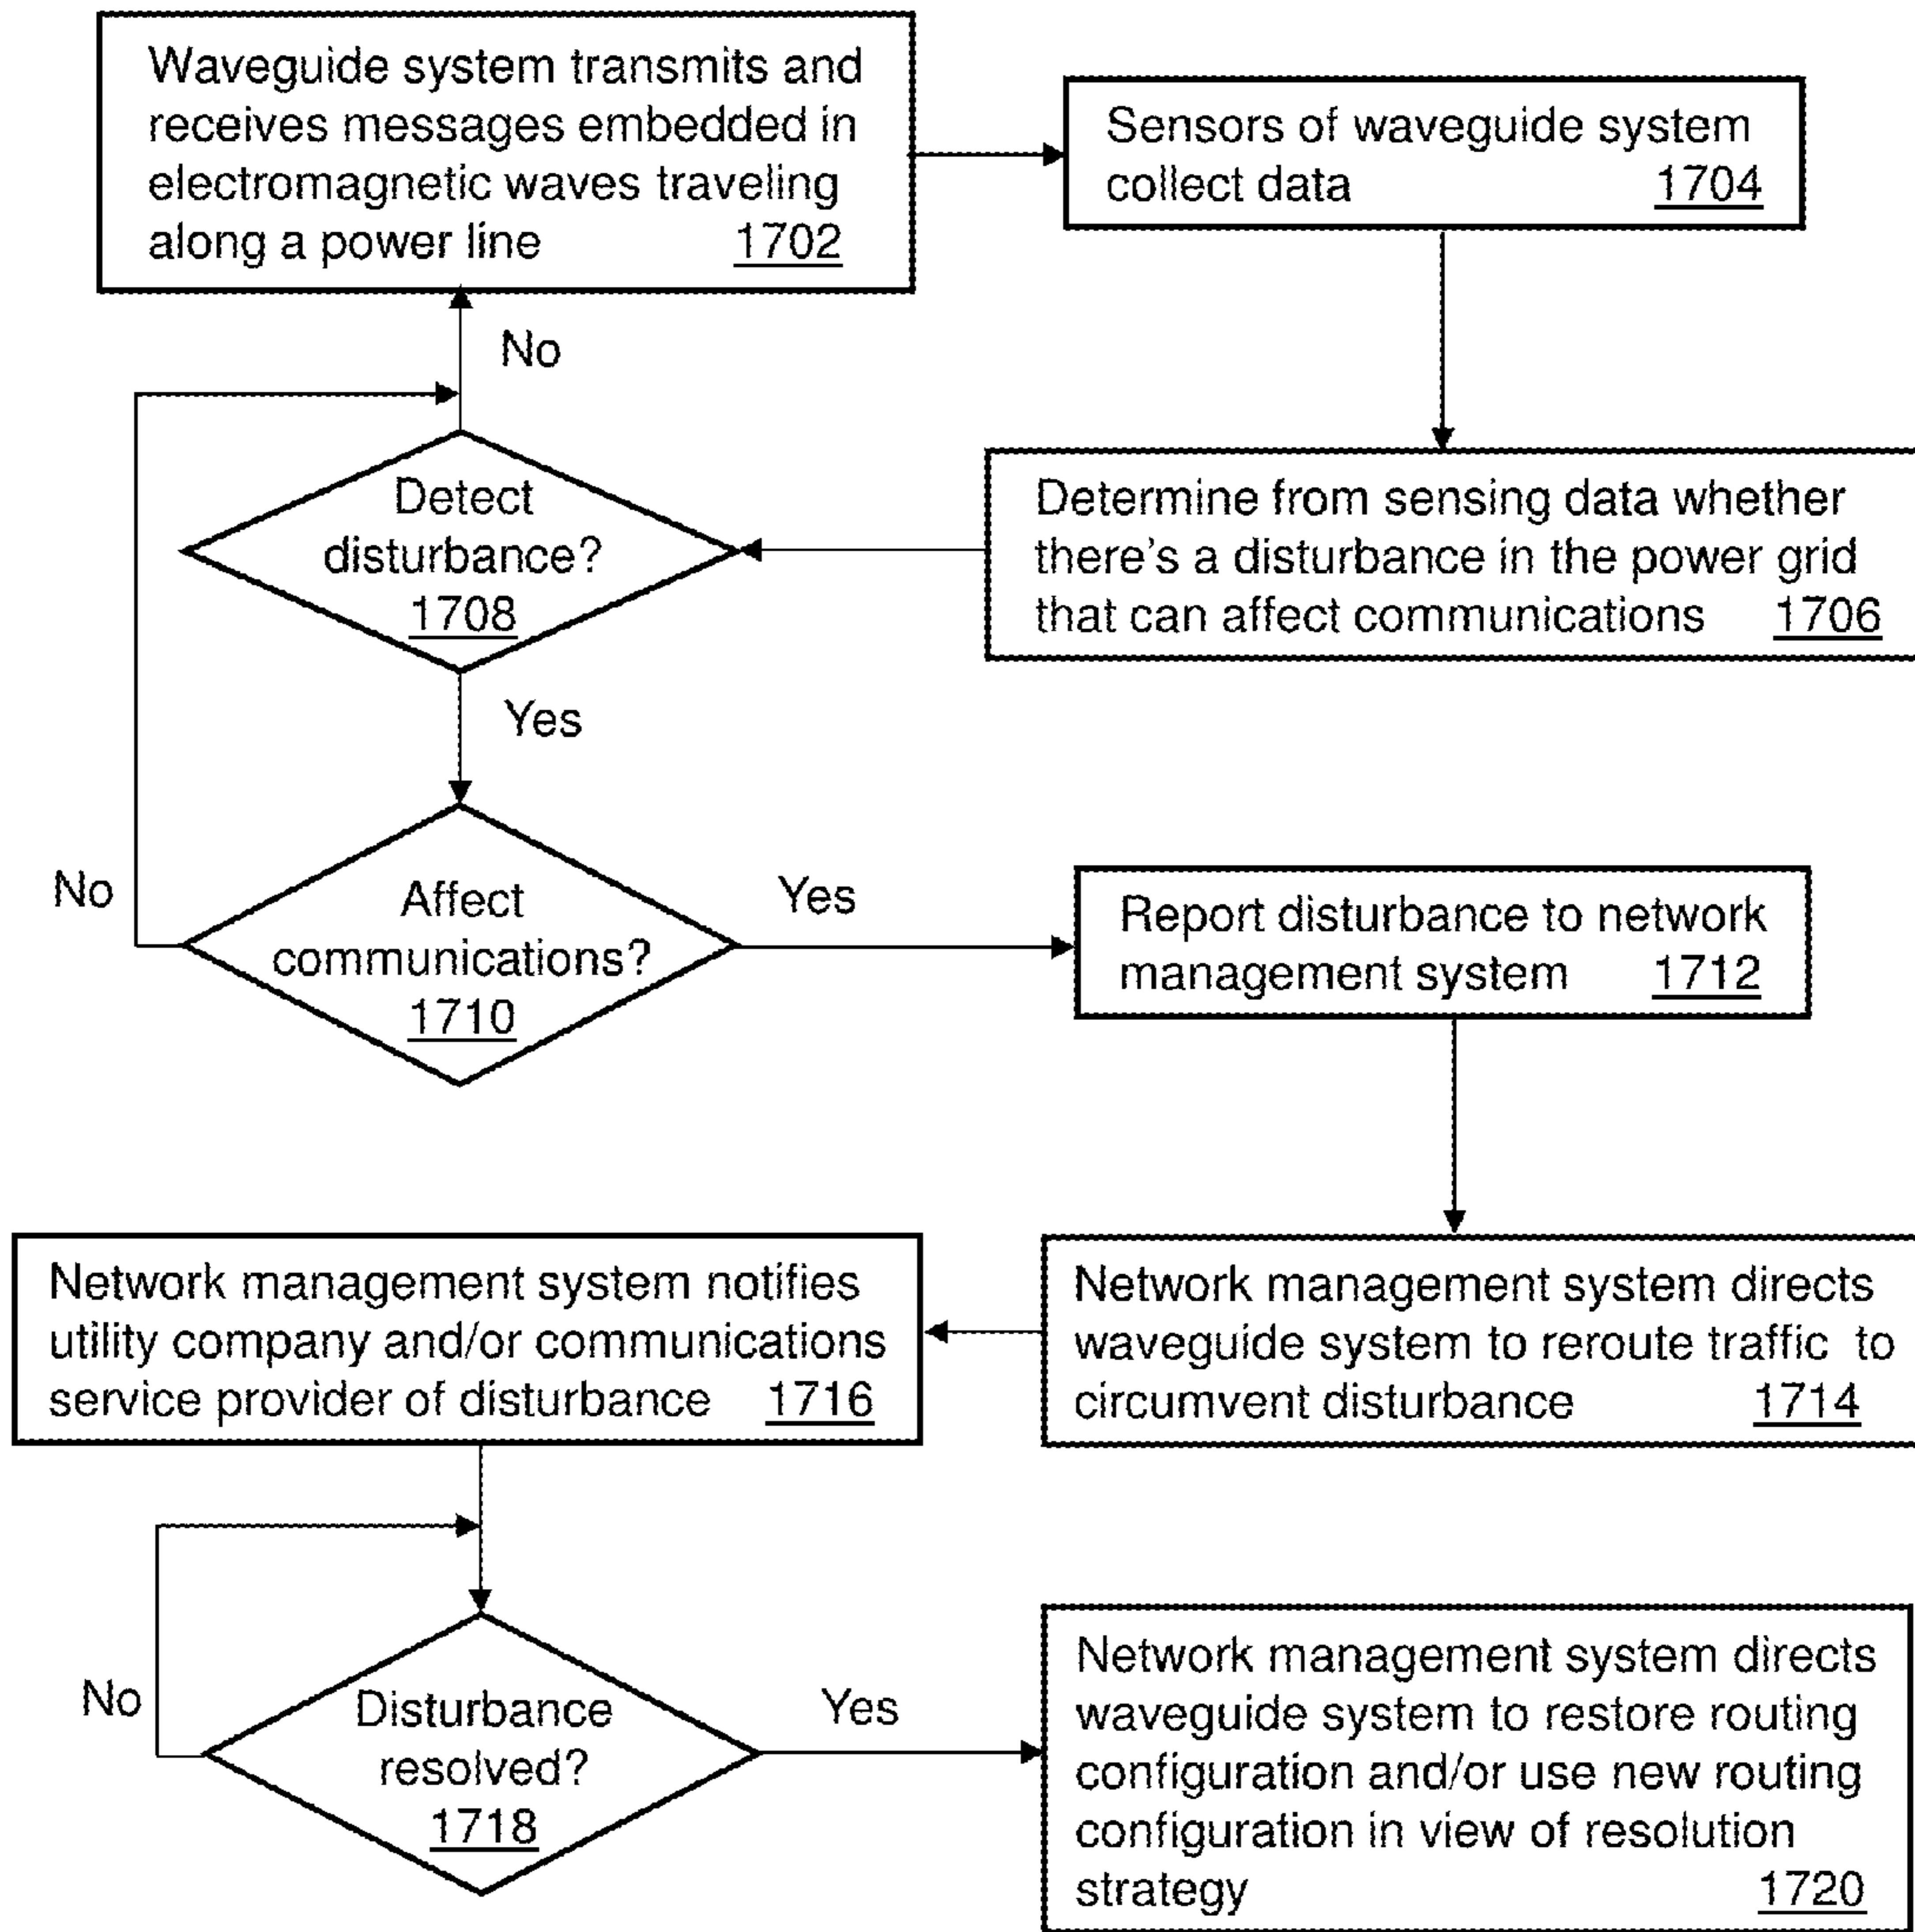 Waveguide system transmits and
receives messages embedded in
electromagnetic waves traveling
along a power line 1702
Sensors of waveguide system
collect data 1704
No
Detect
disturbance?
1708
Determine from sensing data whether
there's a disturbance in the power grid
that can affect communications 1706
Yes
No
Affect
communications?
1710
Yes
Report disturbance to network
management system 1712
Network management system notifies
utility company and/or communications
service provider of disturbance 1716
Network management system directs
waveguide system to reroute traffic to
circumvent disturbance 1714
No
Disturbance
resolved?
1718
Yes
Network management system directs
waveguide system to restore routing
configuration and/or use new routing
configuration in view of resolution
strategy 1720